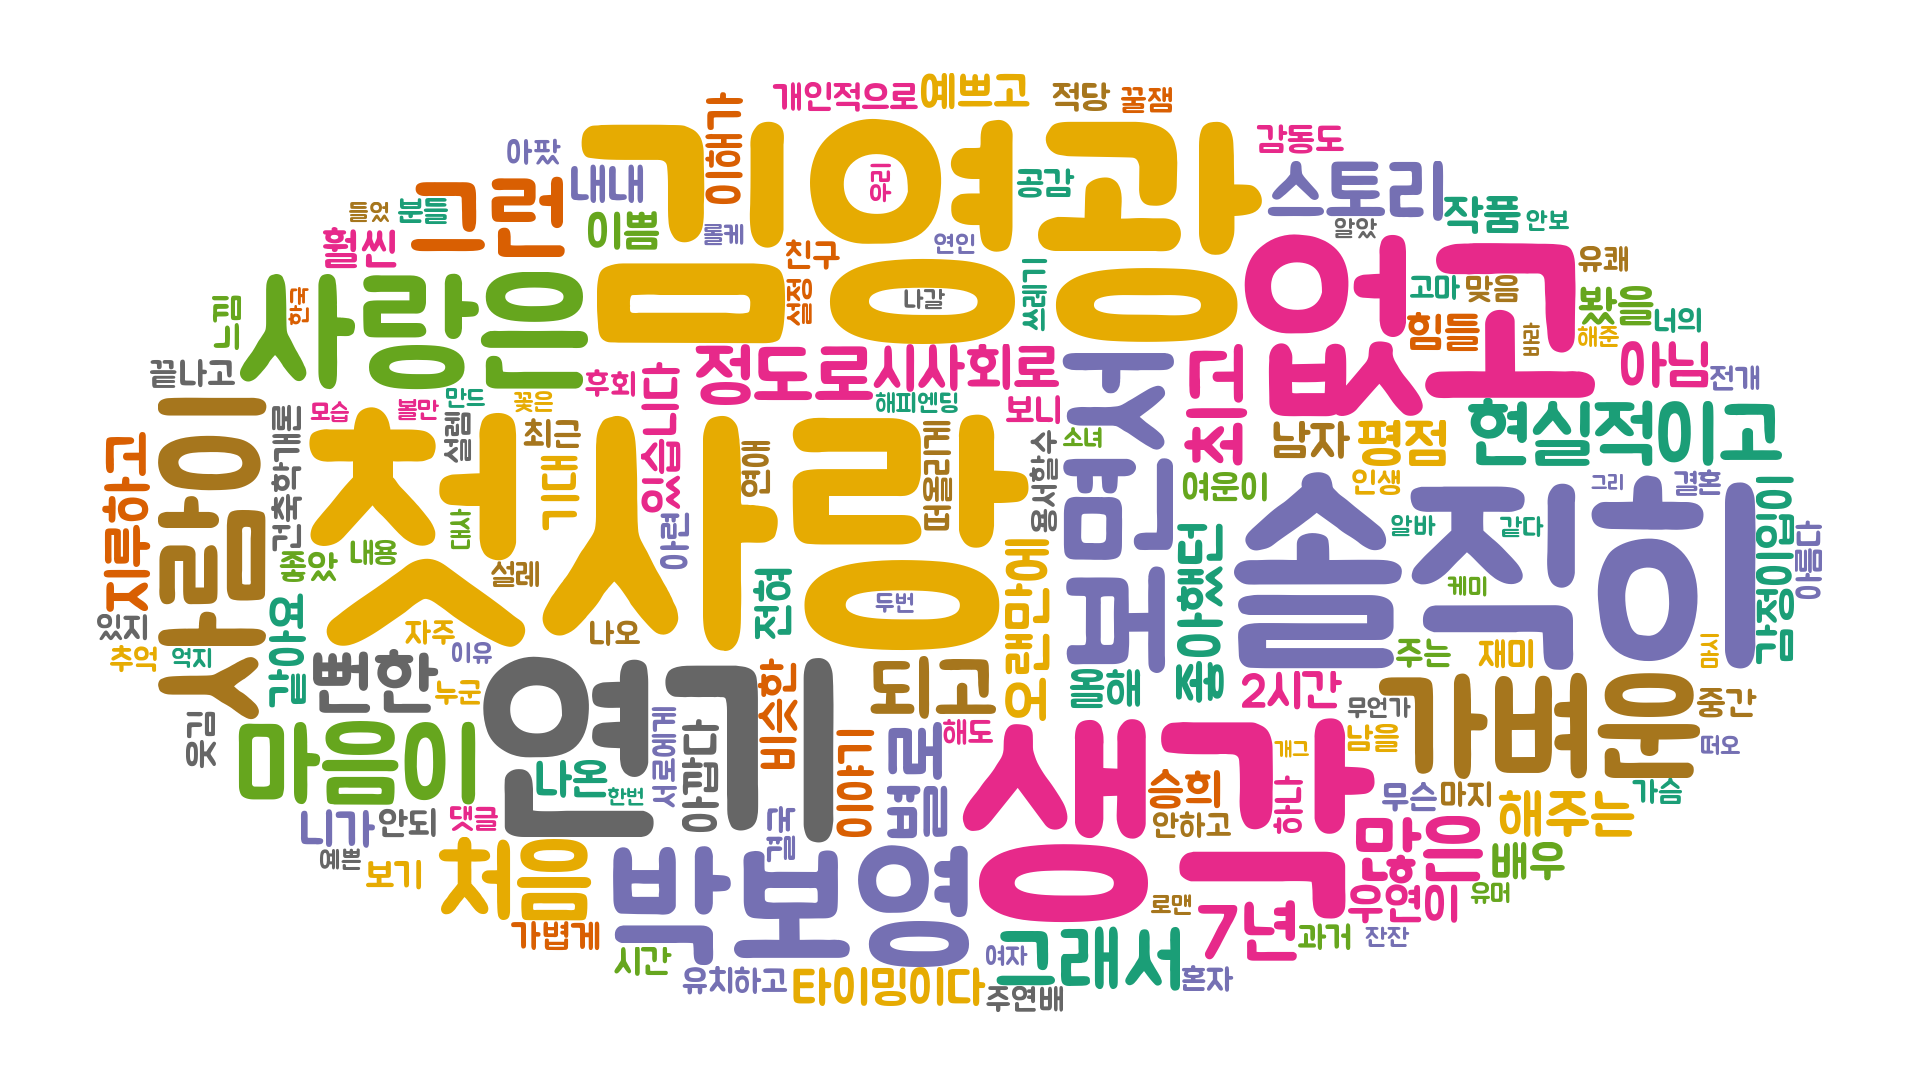 개인적으로
예쁘고
적당
꿀잼
이해가
김영광
감동도
아팠
내내
우리
공감
스토리
작품
안보
들었
분들
그런
이쁨
롤케
연인
알았
훨씬
친구
없고
유쾌
느낌
한국
사랑은
설정
나갈
쓰레기
고마
맞음
봤을
너의
힘들
해준
끝나고
정도로
시사회로
보면서
최고
아님
전개
모습
볼만
만드
꽃은
후회
있습니다
해피엔딩
보니
현실적이고
사람이
지루하고
건축학개론
첫사랑
설렘
최근
기대
연애
떠올리게
용서할수
소녀
남자
평점
여운이
인생
그리
결혼
솔직히
좋았
내용
대사
설레
아련
전혀
두번
오랜만에
좋아했던
알바
같다
케미
감정이입이
아름다
있지
추억
억지
같아요
자주
이유
나오
주는
재미
뻔한
누군
연기
비슷한
되고
올해
2시간
무언가
가벼운
중간
웃김
마음이
나온
한번
서로에게
아깝다
이야기
별로
해도
생각
개그
남을
떠오
니가
안되
댓글
결국
승희
안하고
하나
무슨
마지
해주는
가슴
예쁜
보기
처음
박보영
많은
배우
우연이
유머
가볍게
로맨
7년
과거
잔잔
시간
유치하고
타이밍이다
여자
주연배
그래서
혼자